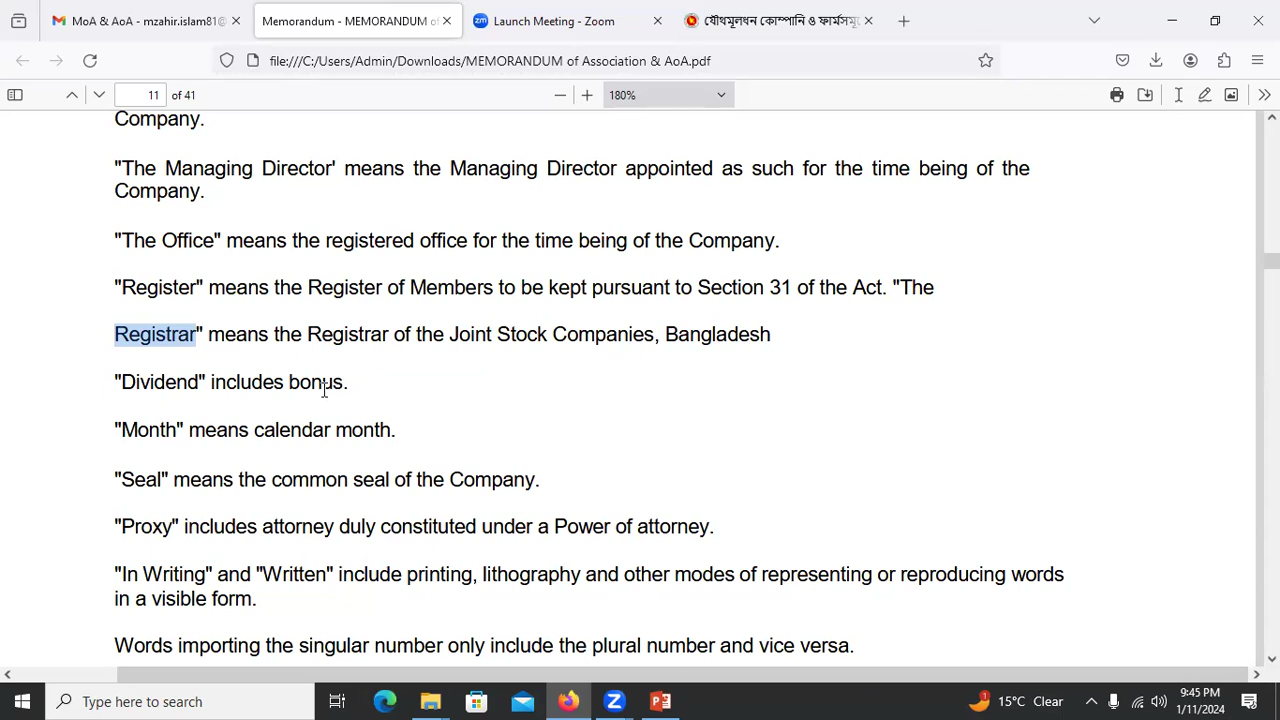 MoA & AoA - mzahir.islam81@
Memorandum - MEMORANDUM of
Launch Meeting - Zoom
যৌথমূলধন কোম্পানি ও ফার্মসমূ
file:///C:/Users/Admin/Downloads/MEMORANDUM of Association & AoA.pdf
11 of 41
180%
Company.
"The Managing Director' means the Managing Director appointed as such for the time being of the
Company.
"The Office" means the registered office for the time being of the Company.
"Register" means the Register of Members to be kept pursuant to Section 31 of the Act. "The
Registrar" means the Registrar of the Joint Stock Companies, Bangladesh
"Dividend" includes bonus.
"Month" means calendar month.
"Seal" means the common seal of the Company.
"Proxy" includes attorney duly constituted under a Power of attorney.
"In Writing" and "Written" include printing, lithography and other modes of representing or reproducing words
in a visible form.
Words importing the singular number only include the plural number and vice versa.
Type here to search
1
15°C Clear
9:45 PM
1/11/2024